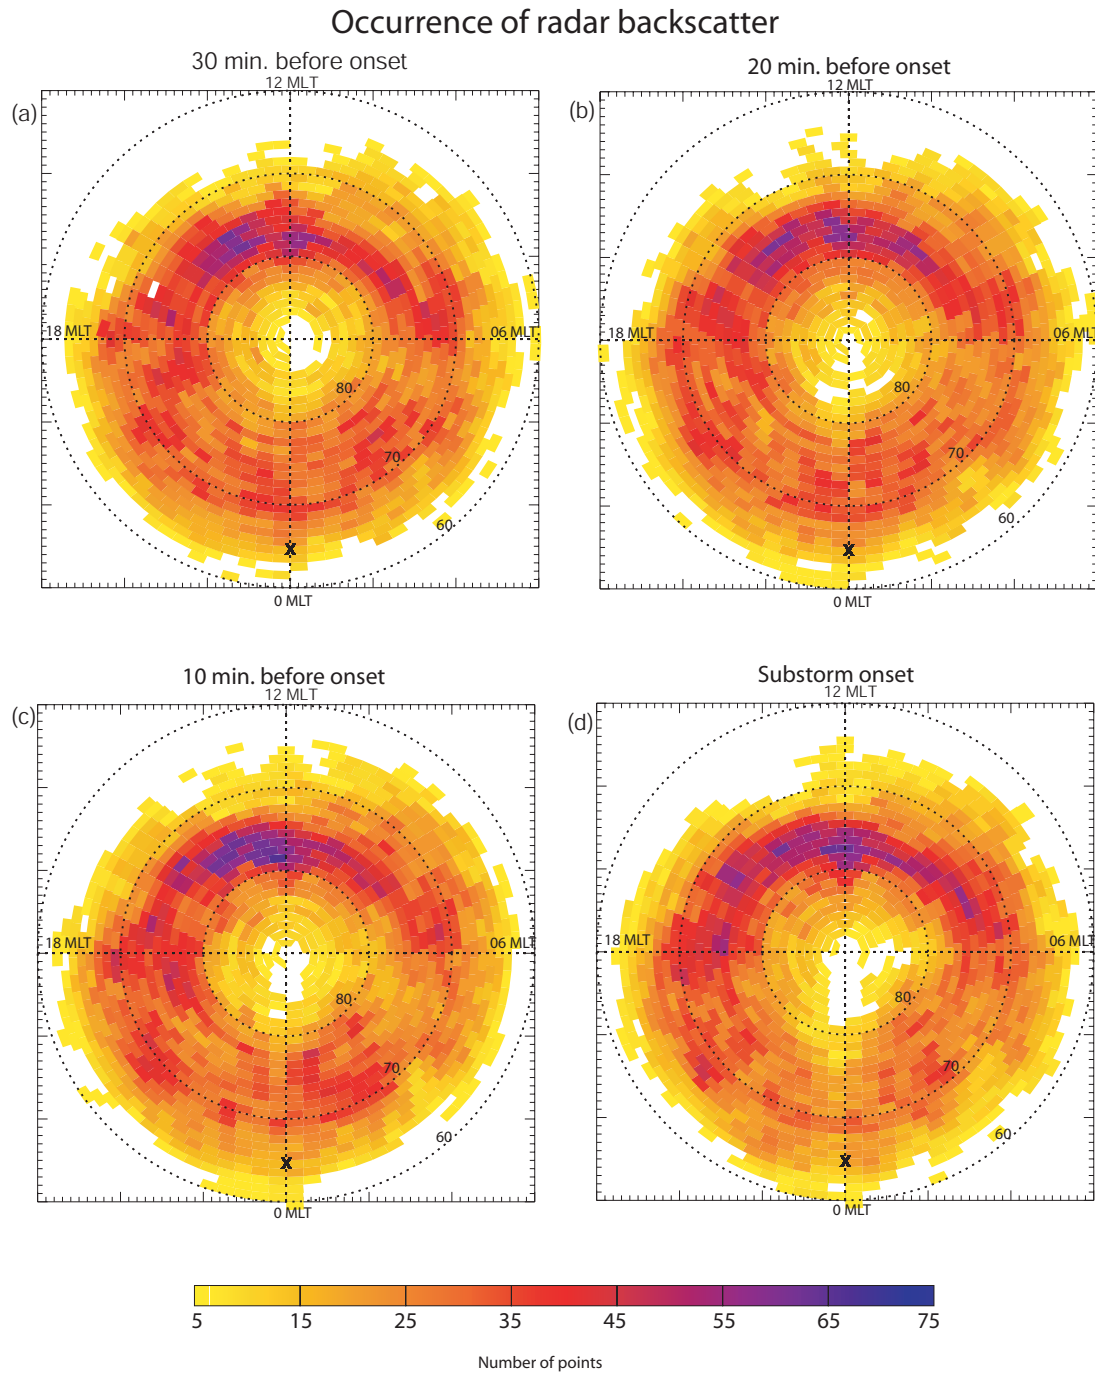 Occurrence of radar backscatter
30 min. before onset
20 min. before onset
12 MLT
12 MLT
(a)
(b)
18 MLT
06 MLT
18 MLT
06 MLT
80
80
70
70
60
60
X
X
0 MLT
0 MLT
10 min. before onset
Substorm onset
12 MLT
12 MLT
(c)
(d)
18 MLT
06 MLT
18 MLT
06 MLT
80
80
70
70
60
60
X
X
0 MLT
0 MLT
5 15 25 35 45 55 65 75
Number of points